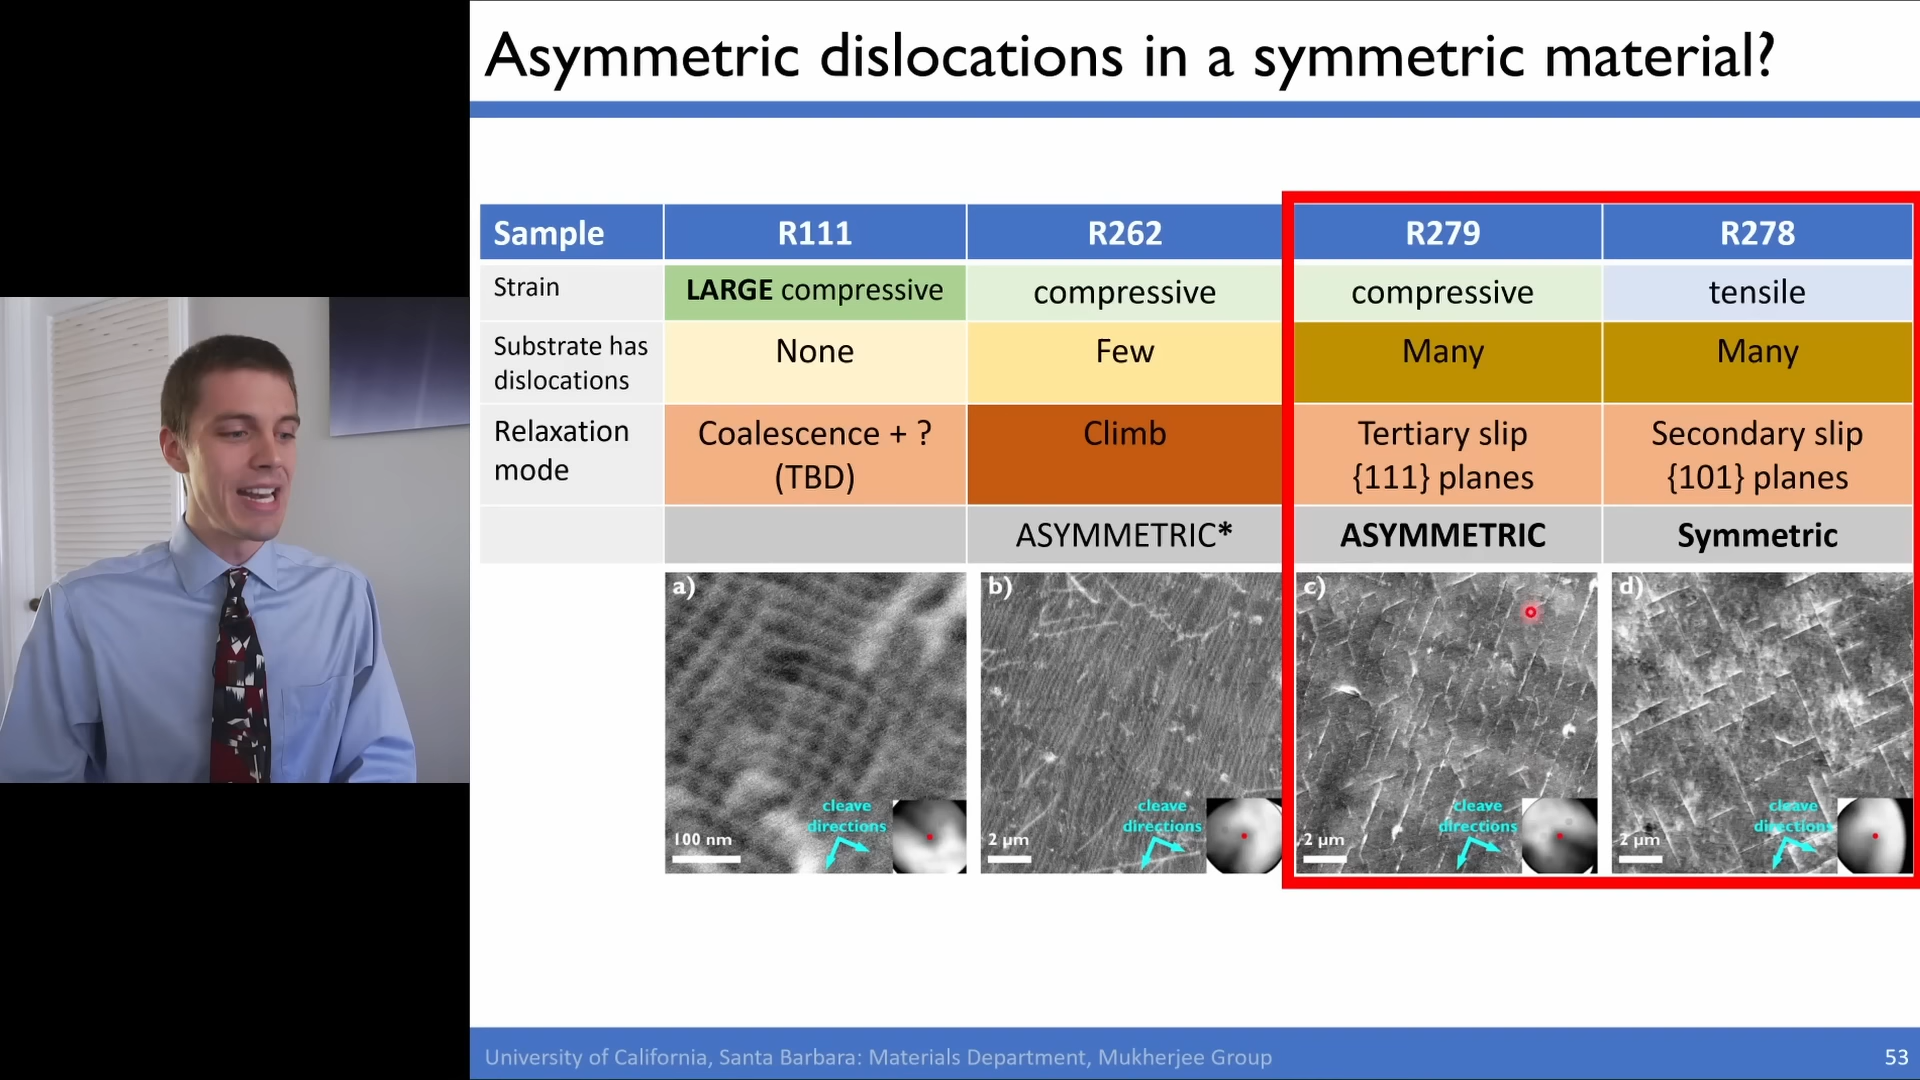 Asymmetric dislocations in a symmetric material?
Sample
R111
R262
R279
R278
Strain
LARGE compressive
compressive
compressive
tensile
Substrate has
dislocations
None
Few
Many
Many
Relaxation
mode
Coalescence + ?
(TBD)
Climb
Tertiary slip
{111} planes
Secondary slip
{101} planes
ASYMMETRIC*
ASYMMETRIC
Symmetric
a)
b)
c)
d)
cleave
directions
100 nm
cleave
directions
2 µm
cleave
directions
2 µm
cleave
directions
2 µm
University of California, Santa Barbara: Materials Department, Mukherjee Group
53